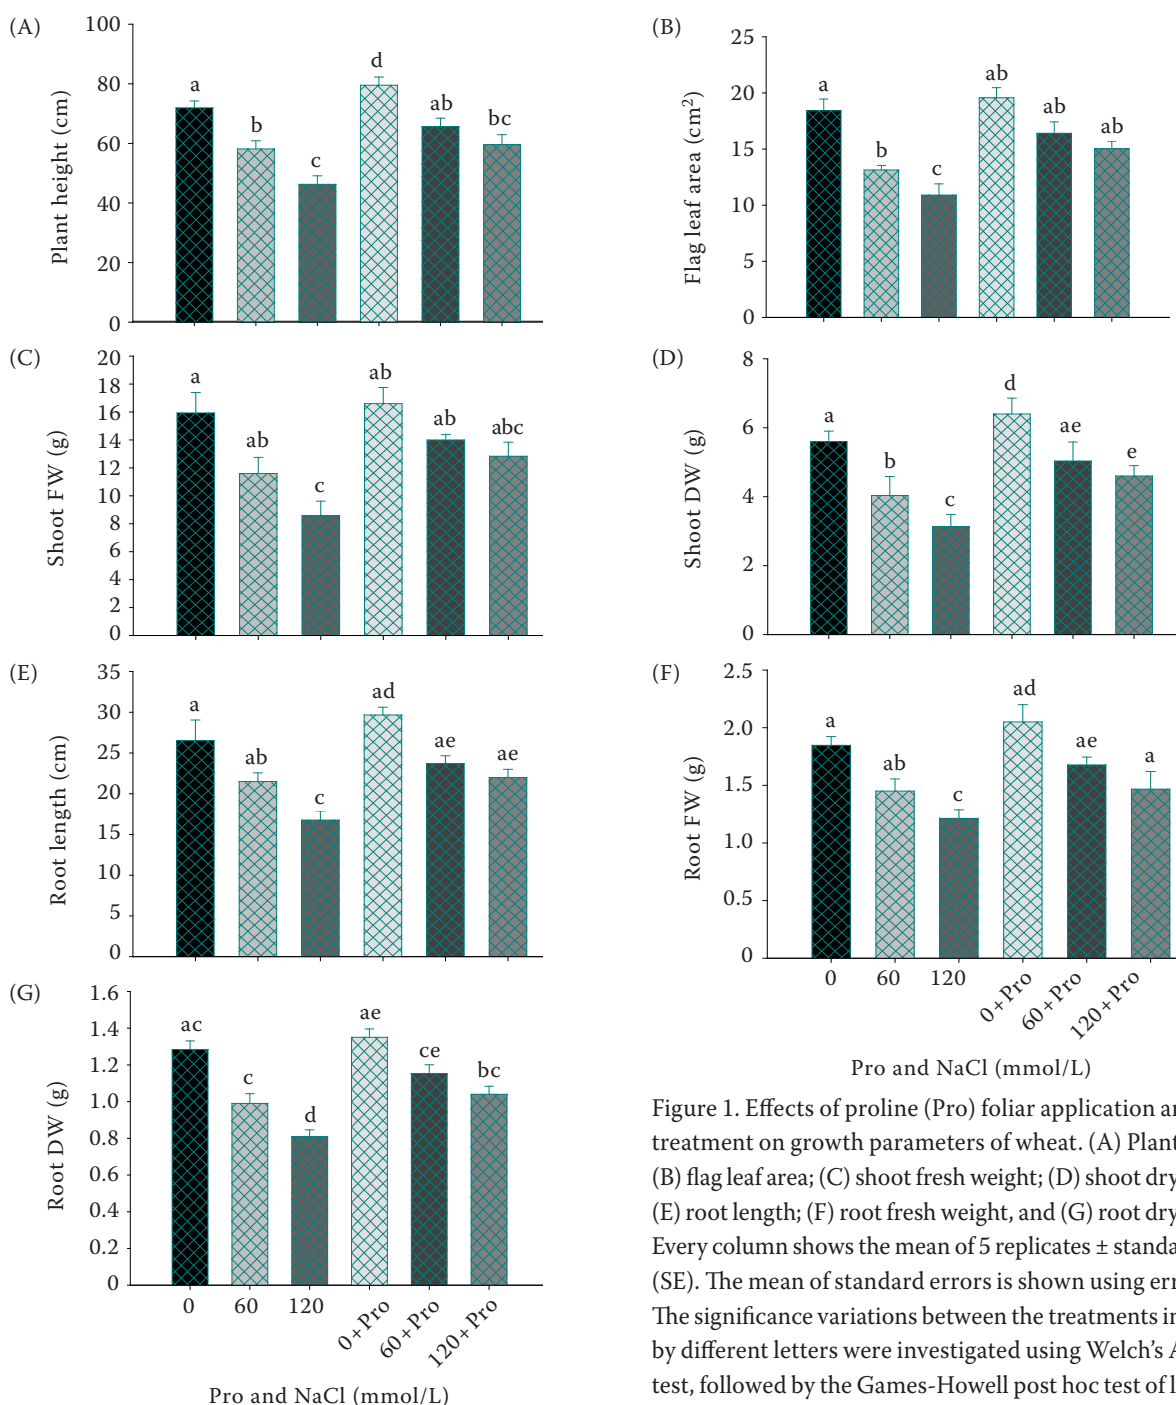 (A)
100
80
60
40
20
0
Plant height (cm)
a
b
c
d
ab
bc
(B)
25
20
15
10
5
0
Flag leaf area (cm²)
a
b
c
ab
ab
ab
(C)
20
18
16
14
12
10
8
6
4
2
0
Shoot FW (g)
a
ab
c
ab
ab
abc
(D)
8
6
4
2
0
Shoot DW (g)
a
b
c
d
ae
e
(E)
35
30
25
20
15
10
5
0
Root length (cm)
a
ab
c
ad
ae
ae
(F)
2.5
2.0
1.5
1.0
0.5
0
Root FW (g)
a
ab
c
ad
ae
a
0 60 120 0+Pro 60+Pro 120+Pro
Pro and NaCl (mmol/L)
(G)
1.6
1.4
1.2
1.0
0.8
0.6
0.4
0.2
0
Root DW (g)
ac
c
d
ae
ce
bc
0 60 120 0+Pro 60+Pro 120+Pro
Pro and NaCl (mmol/L)
Figure 1. Effects of proline (Pro) foliar application
treatment on growth parameters of wheat. (A) Plant
(B) flag leaf area; (C) shoot fresh weight; (D) shoot dry
(E) root length; (F) root fresh weight, and (G) root dry
Every column shows the mean of 5 replicates ±
(SE). The mean of standard errors is shown using
The significance variations between the treatments
by different letters were investigated using Welch's
test, followed by the Games-Howell post hoc test of